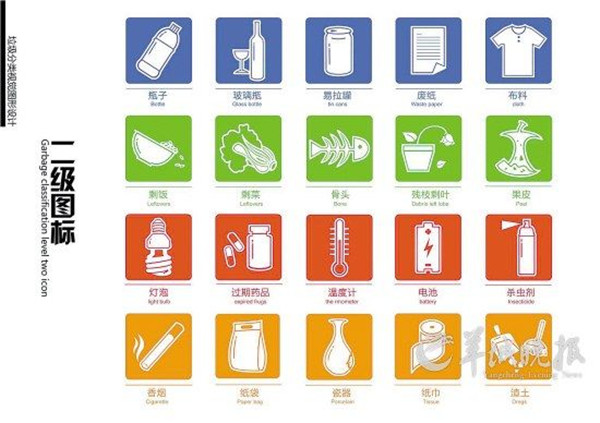 垃圾分类视觉图形设计
二级图标
Garbage classification level two icon
瓶子
Bottle
玻璃瓶
Glass bottle
易拉罐
tin cans
废纸
Waste paper
布料
cloth
剩饭
Leftovers
剩菜
Leftovers
骨头
Bone
残枝剩叶
Debris left lobe
果皮
Peel
灯泡
light bulb
过期药品
expired frugs
温度计
the rmometer
电池
battery
杀虫剂
Insecticide
香烟
Cigarette
纸袋
Paper bag
瓷器
Porcelain
纸巾
Tissue
渣土
Dregs
羊城晚报
Yangcheng Evening News